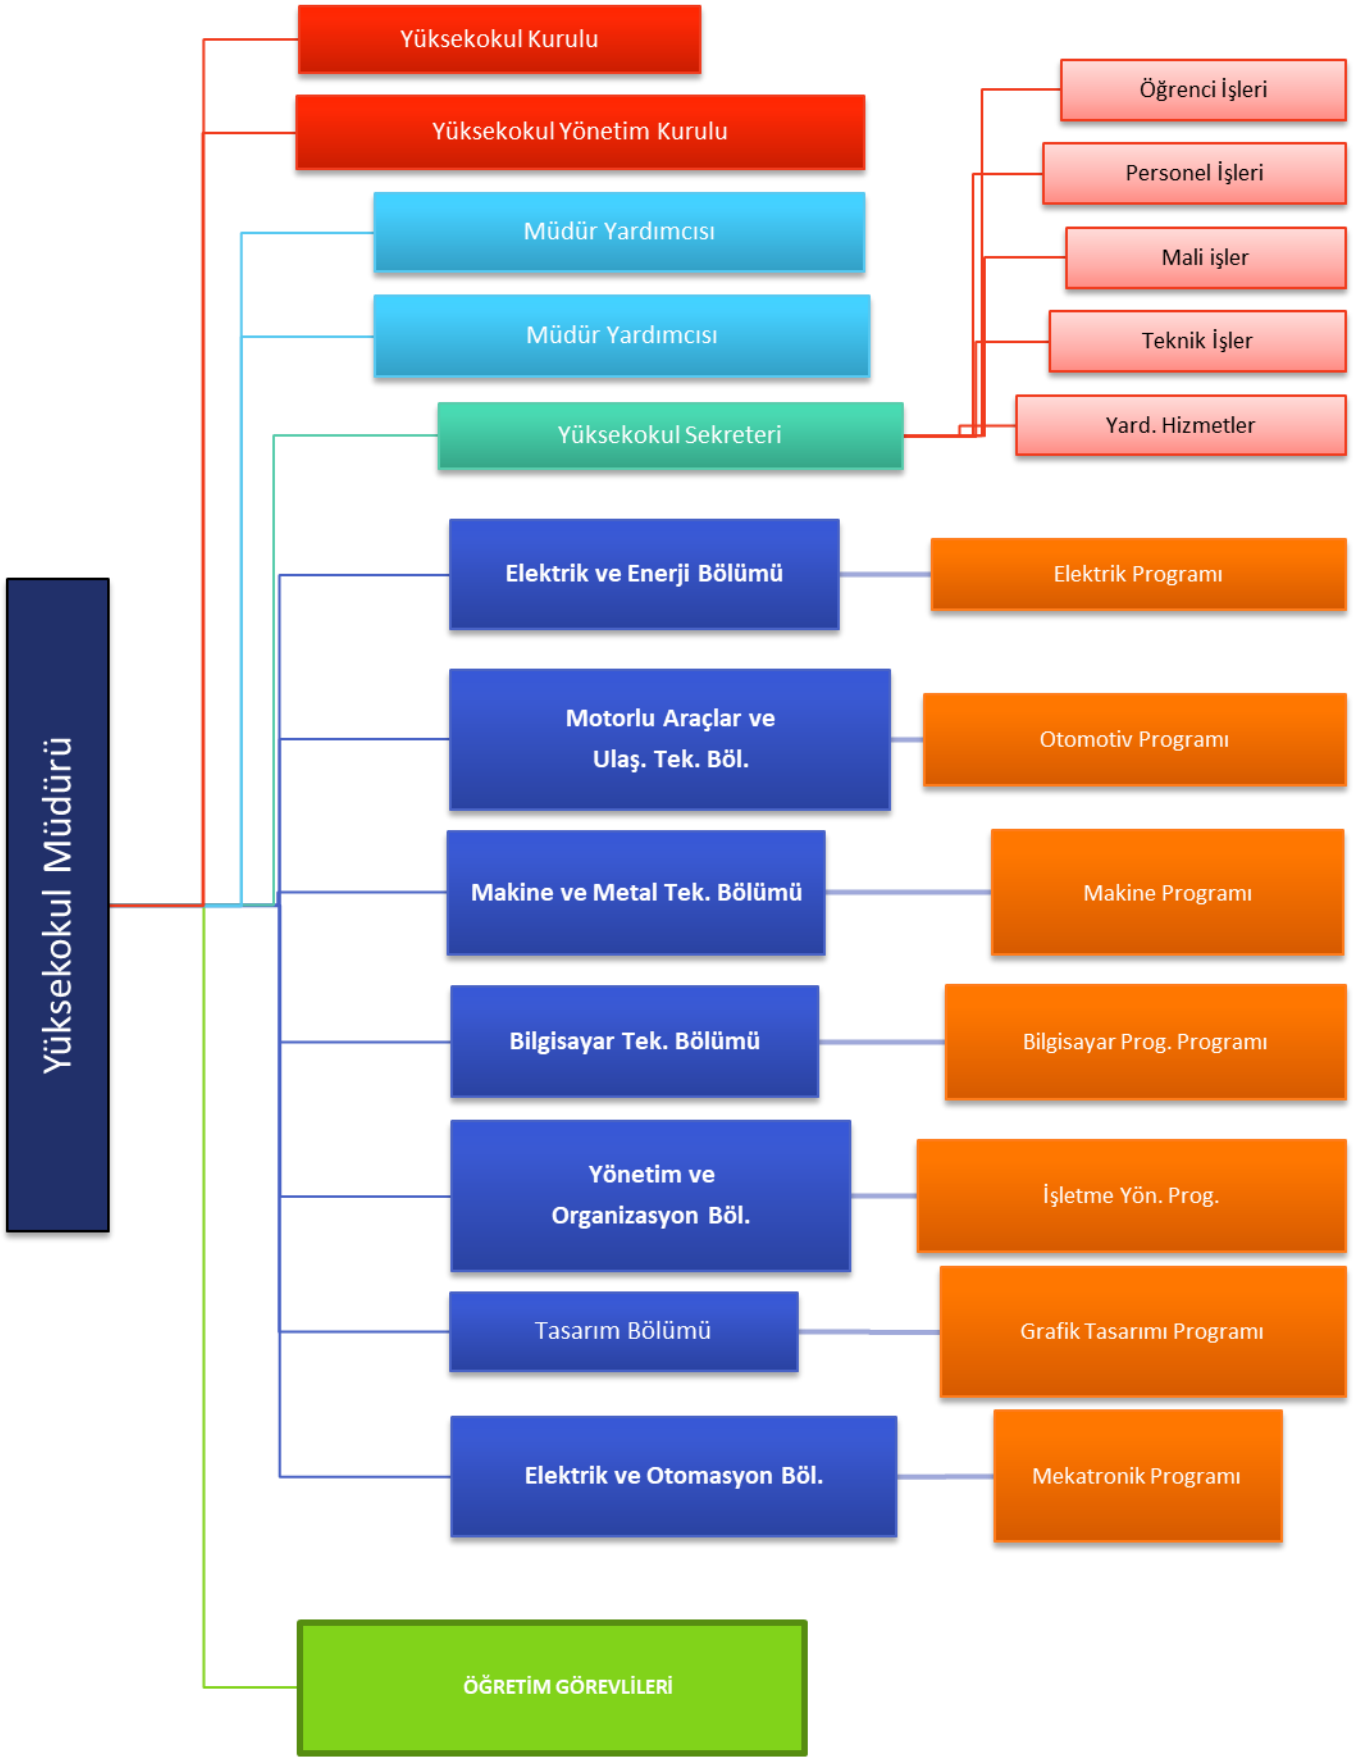 Yüksekokul Kurulu
Yüksekokul Yönetim Kurulu
Müdür Yardımcısı
Müdür Yardımcısı
Yüksekokul Sekreteri
Öğrenci İşleri
Personel İşleri
Mali işler
Teknik İşler
Yard. Hizmetler
Yüksekokul Müdürü
Elektrik ve Enerji Bölümü
Elektrik Programı
Motorlu Araçlar ve
Ulaş. Tek. Böl.
Otomotiv Programı
Makine ve Metal Tek. Bölümü
Makine Programı
Bilgisayar Tek. Bölümü
Bilgisayar Prog. Programı
Yönetim ve
Organizasyon Böl.
İşletme Yön. Prog.
Tasarım Bölümü
Grafik Tasarımı Programı
Elektrik ve Otomasyon Böl.
Mekatronik Programı
ÖĞRETİM GÖREVLİLERİ